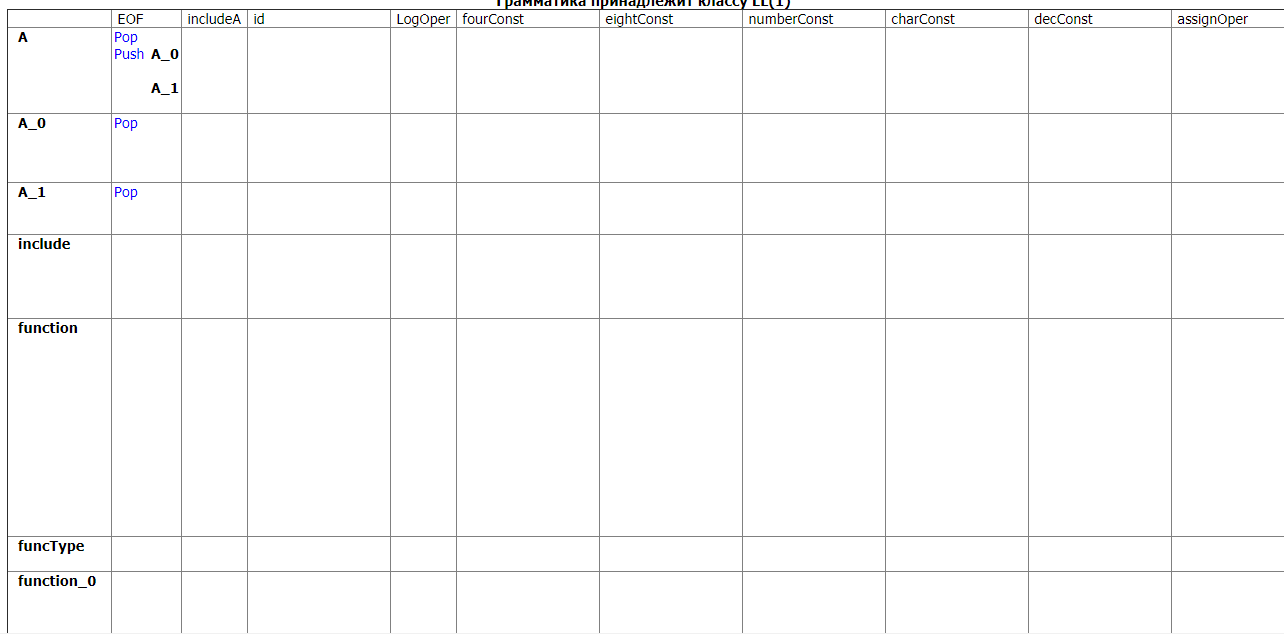 Грамматика принадлежит классу LL(1)
EOF includeA id LogOper fourConst eightConst numberConst charConst decConst assignOper
A Pop
Push A_0
A_1
A_0 Pop
A_1 Pop
include
function
funcType
function_0